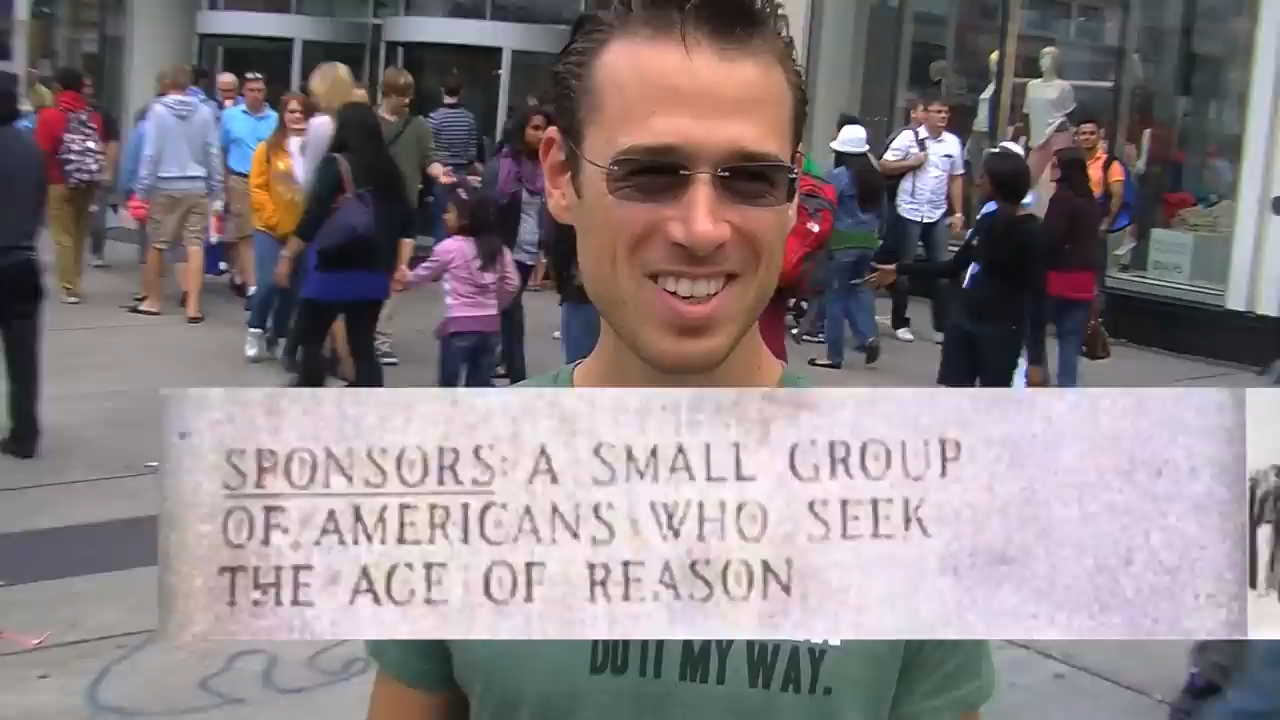 SPONSORS: A SMALL GROUP
OF AMERICANS WHO SEEK
THE AGE OF REASON
DO IT MY WAY.